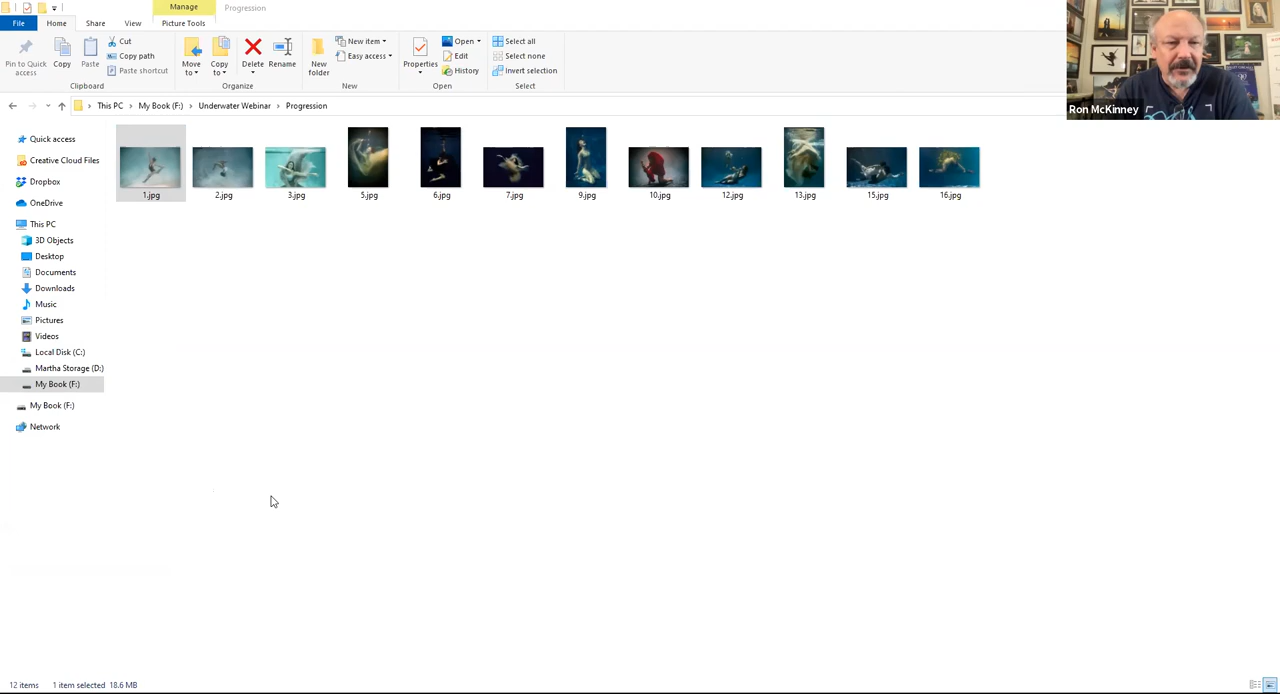 Manage
Progression
File
Home
Share
View
Picture Tools
Pin to Quick
access
Copy
Paste
Cut
Copy path
Paste shortcut
Clipboard
Move
to
Copy
to
Delete
Rename
Organize
New
folder
New item
Easy access
New
Properties
Open
Edit
History
Open
Select all
Select none
Invert selection
Select
Ron McKinney
This PC > My Book (F:) > Underwater Webinar > Progression
Quick access
Creative Cloud Files
Dropbox
OneDrive
This PC
3D Objects
Desktop
Documents
Downloads
Music
Pictures
Videos
Local Disk (C:)
Martha Storage (D:)
My Book (F:)
My Book (F:)
Network
1.jpg
2.jpg
3.jpg
5.jpg
6.jpg
7.jpg
9.jpg
10.jpg
12.jpg
13.jpg
15.jpg
16.jpg
12 items
1 item selected 18.6 MB